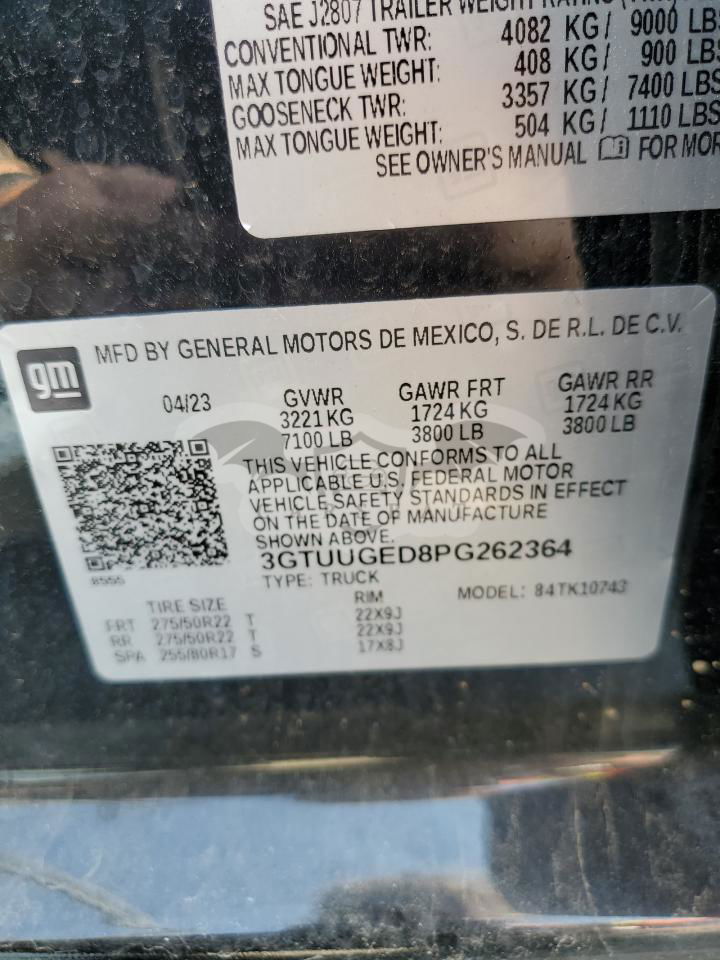 SAE J2807 TRAILER WEIGHT RATING
CONVENTIONAL TWR: 4082 KG/ 9000 LBS
MAX TONGUE WEIGHT: 408 KG/ 900 LBS
GOOSENECK TWR: 3357 KG/ 7400 LBS
MAX TONGUE WEIGHT: 504 KG/ 1110 LBS
SEE OWNER'S MANUAL FOR MOR
gm
MFD BY GENERAL MOTORS DE MEXICO, S. DE R.L. DE C.V.
04/23 GVWR GAWR FRT GAWR RR
3221 KG 1724 KG 1724 KG
7100 LB 3800 LB 3800 LB
THIS VEHICLE CONFORMS TO ALL
APPLICABLE U.S. FEDERAL MOTOR
VEHICLE SAFETY STANDARDS IN EFFECT
ON THE DATE OF MANUFACTURE
SHOWN ABOVE.
3GTUUGED8PG262364
8555 TYPE: TRUCK MODEL: 84TK10743
TIRE SIZE RIM
FRT 275/50R22 T 22X9J
RR 275/50R22 T 22X9J
SPA 255/80R17 S 17X8J